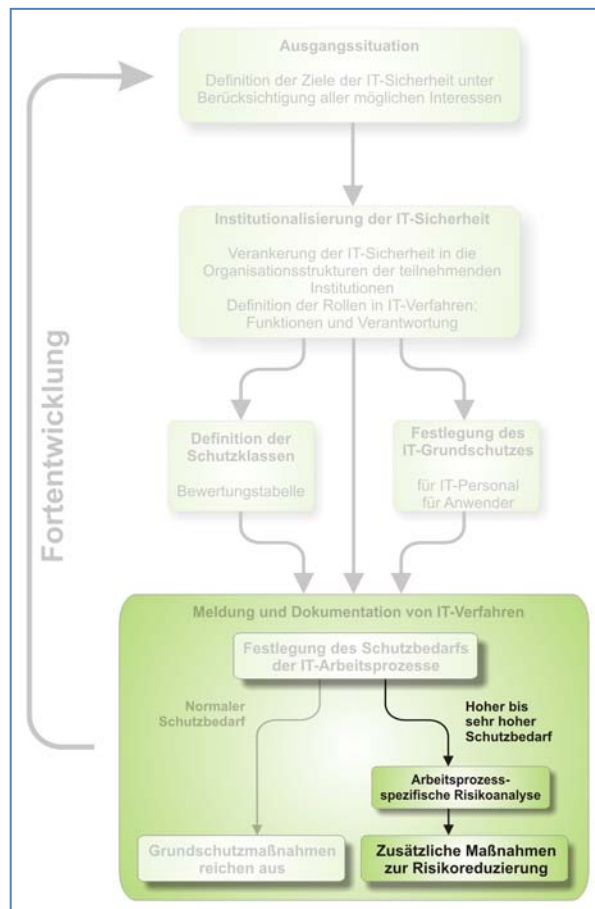 Ausgangssituation
Definition der Ziele der IT-Sicherheit unter
Berücksichtigung aller möglichen Interessen
Institutionalisierung der IT-Sicherheit
Verankerung der IT-Sicherheit in die
Organisationsstrukturen der teilnehmenden
Institutionen
Definition der Rollen in IT-Verfahren:
Funktionen und Verantwortung
Fortentwicklung
Definition der
Schutzklassen
Bewertungstabelle
Festlegung des
IT-Grundschutzes
für IT-Personal
für Anwender
Meldung und Dokumentation von IT-Verfahren
Festlegung des Schutzbedarfs
der IT-Arbeitsprozesse
Normaler
Schutzbedarf
Hoher bis
sehr hoher
Schutzbedarf
Arbeitsprozess-
spezifische Risikoanalyse
Grundschutzmaßnahmen
reichen aus
Zusätzliche Maßnahmen
zur Risikoreduzierung